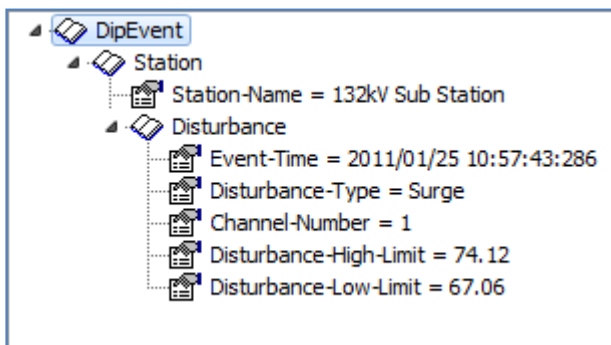 DipEvent
Station
Station-Name = 132kV Sub Station
Disturbance
Event-Time = 2011/01/25 10:57:43:286
Disturbance-Type = Surge
Channel-Number = 1
Disturbance-High-Limit = 74.12
Disturbance-Low-Limit = 67.06